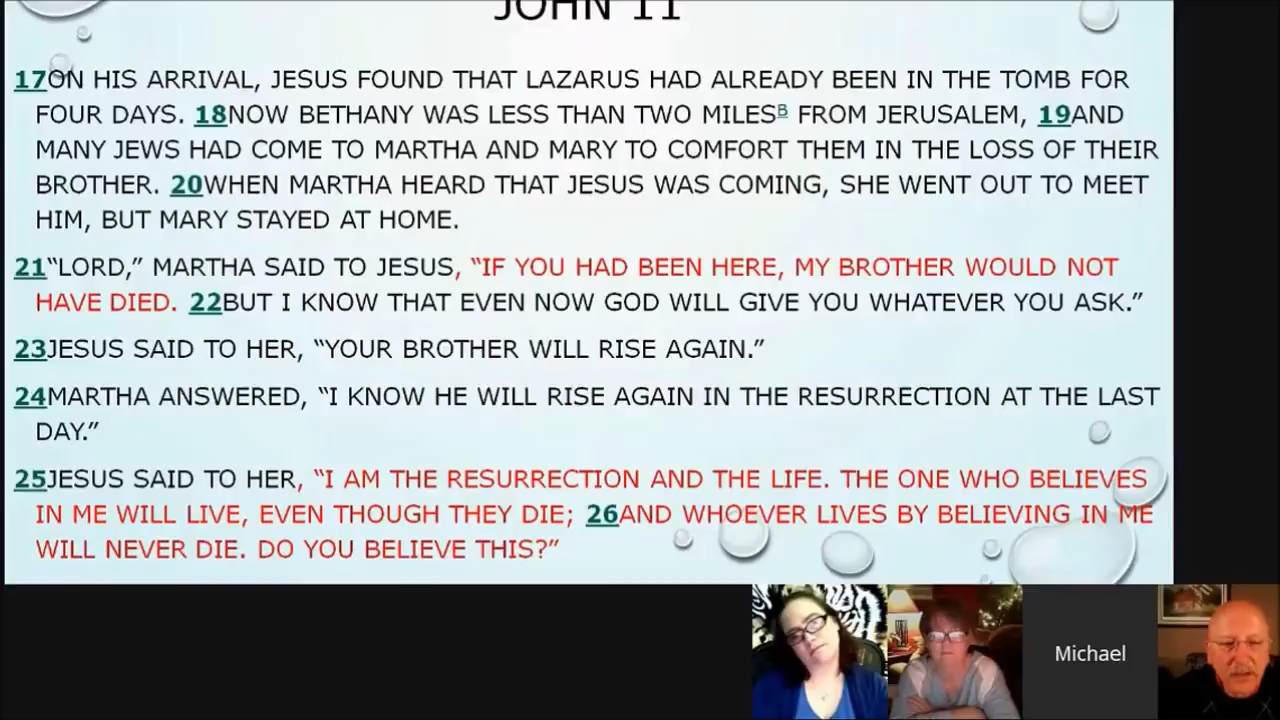 JOHN 11
17ON HIS ARRIVAL, JESUS FOUND THAT LAZARUS HAD ALREADY BEEN IN THE TOMB FOR
FOUR DAYS. 18NOW BETHANY WAS LESS THAN TWO MILESB FROM JERUSALEM, 19AND
MANY JEWS HAD COME TO MARTHA AND MARY TO COMFORT THEM IN THE LOSS OF THEIR
BROTHER. 20WHEN MARTHA HEARD THAT JESUS WAS COMING, SHE WENT OUT TO MEET
HIM, BUT MARY STAYED AT HOME.
21“LORD,” MARTHA SAID TO JESUS, “IF YOU HAD BEEN HERE, MY BROTHER WOULD NOT
HAVE DIED. 22BUT I KNOW THAT EVEN NOW GOD WILL GIVE YOU WHATEVER YOU ASK.”
23JESUS SAID TO HER, “YOUR BROTHER WILL RISE AGAIN.”
24MARTHA ANSWERED, “I KNOW HE WILL RISE AGAIN IN THE RESURRECTION AT THE LAST
DAY.”
25JESUS SAID TO HER, “I AM THE RESURRECTION AND THE LIFE. THE ONE WHO BELIEVES
IN ME WILL LIVE, EVEN THOUGH THEY DIE; 26AND WHOEVER LIVES BY BELIEVING IN ME
WILL NEVER DIE. DO YOU BELIEVE THIS?”
Michael